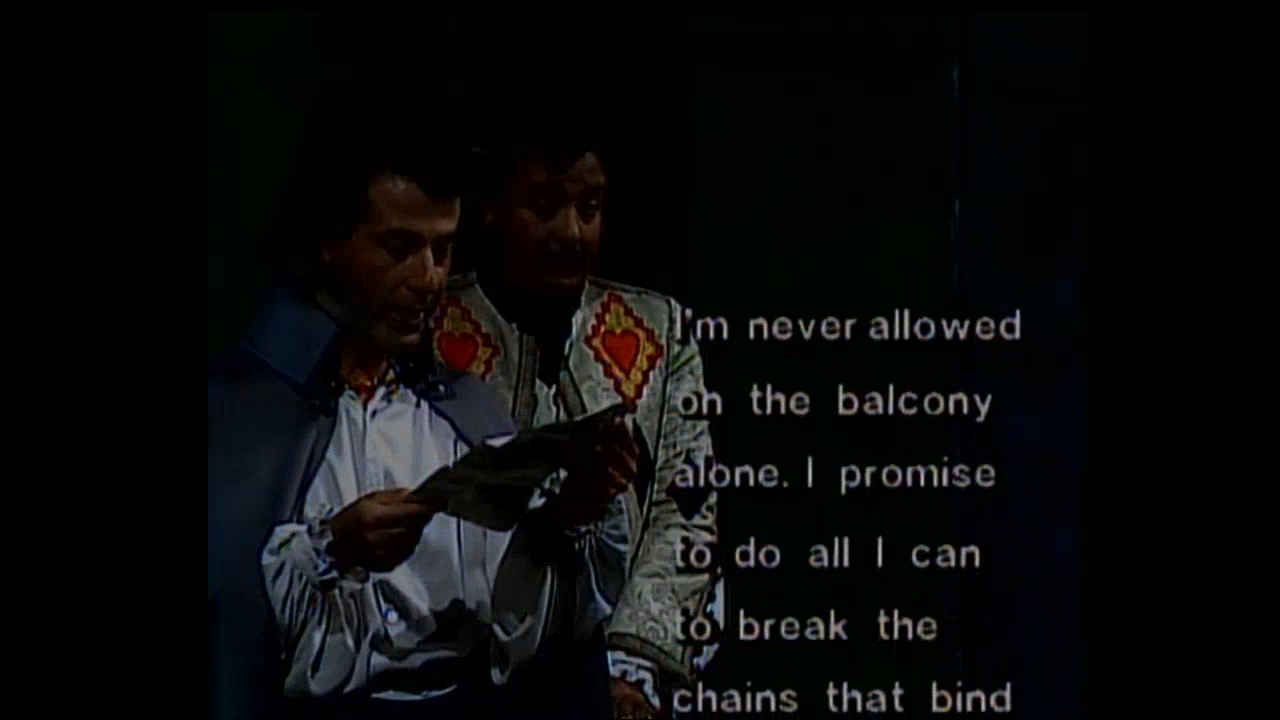 I'm never allowed
on the balcony
alone. I promise
to do all I can
to break the
chains that bind